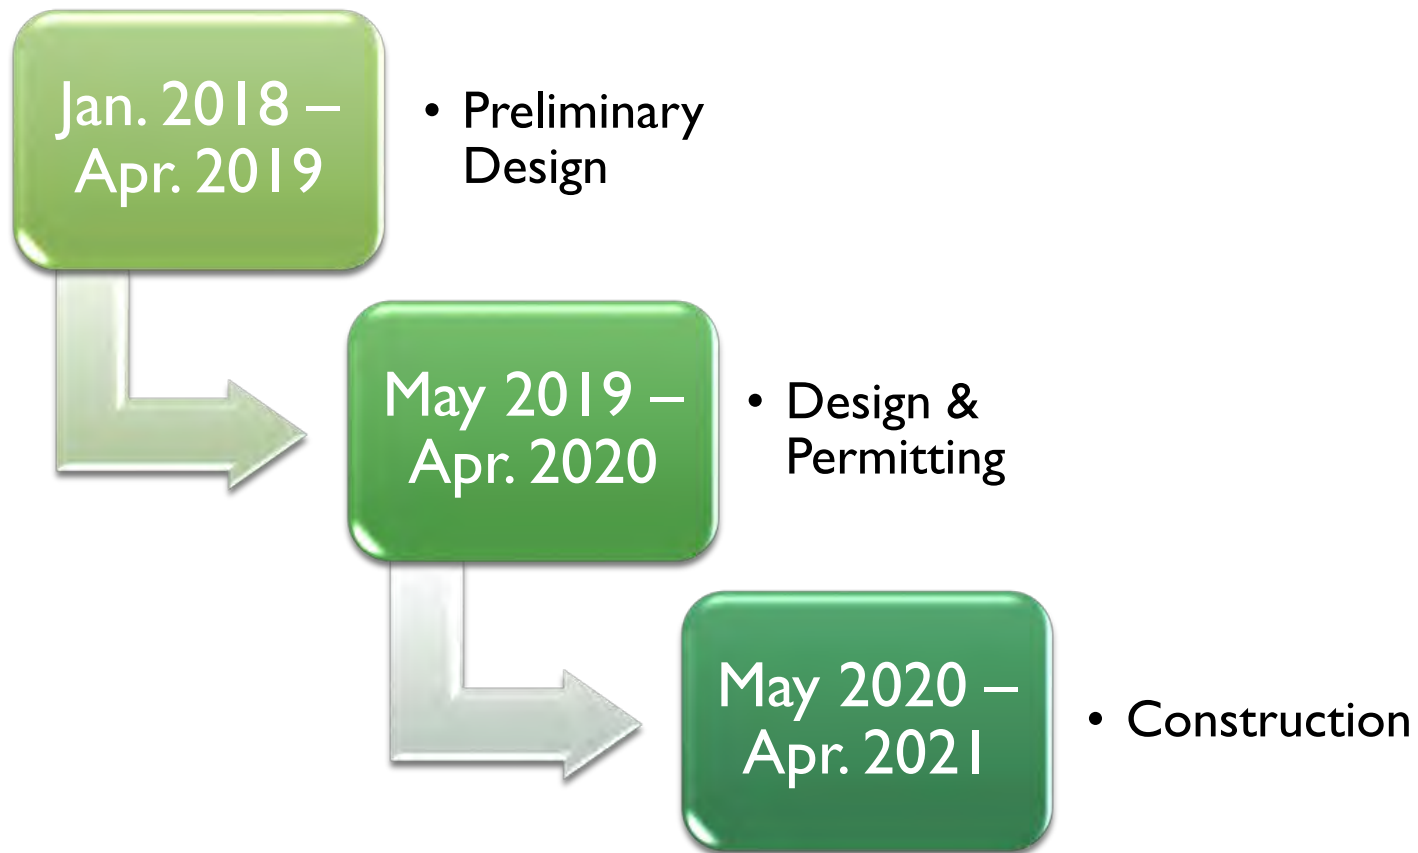 Jan. 2018 –
Apr. 2019
• Preliminary
Design
May 2019 –
Apr. 2020
• Design &
Permitting
May 2020 –
Apr. 2021
• Construction